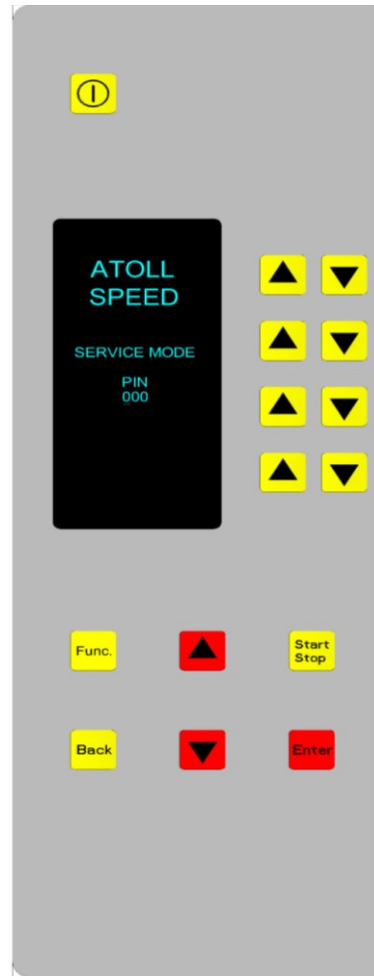 ATOLL
SPEED
SERVICE MODE
PIN
000
Func.
Start
Stop
Back
Enter